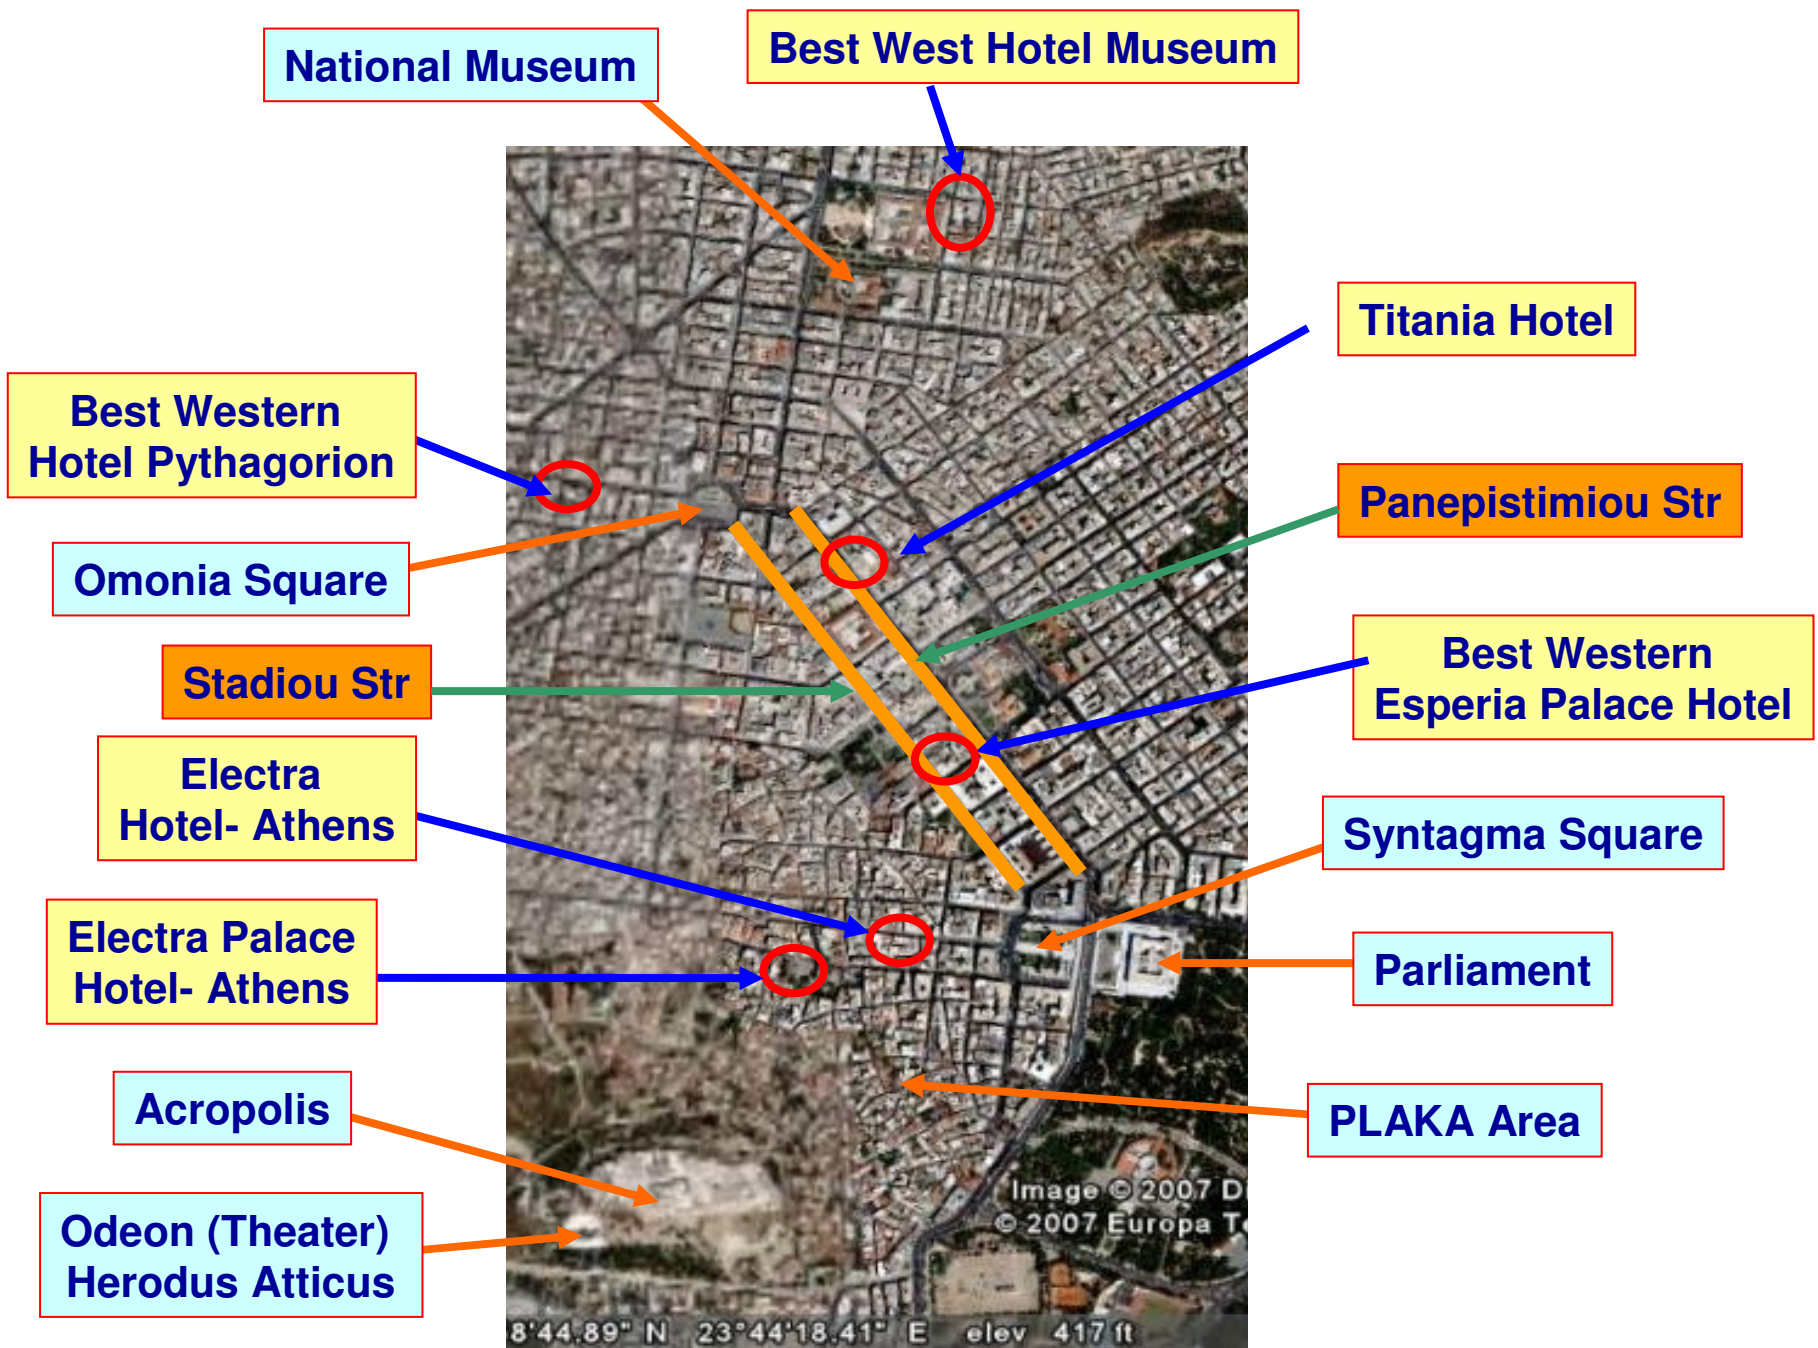 National Museum
Best West Hotel Museum
Titania Hotel
Best Western
Hotel Pythagorion
Panepistimiou Str
Omonia Square
Stadiou Str
Best Western
Esperia Palace Hotel
Electra
Hotel- Athens
Syntagma Square
Electra Palace
Hotel- Athens
Parliament
Acropolis
PLAKA Area
Odeon (Theater)
Herodus Atticus
Image © 2007 D
© 2007 Europa Te
8'44.89" N 23°44'18.41" E elev 417 ft